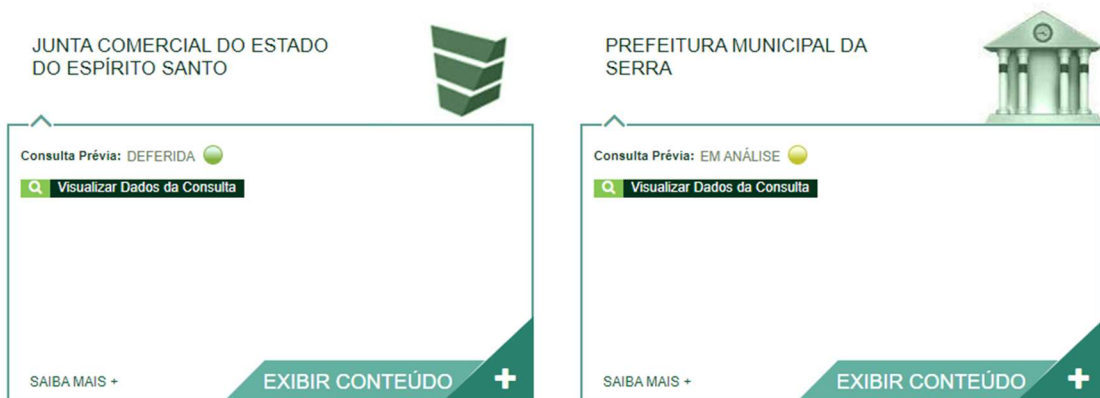 JUNTA COMERCIAL DO ESTADO
DO ESPÍRITO SANTO
Consulta Prévia: DEFERIDA
Visualizar Dados da Consulta
SAIBA MAIS +
EXIBIR CONTEÚDO +
PREFEITURA MUNICIPAL DA
SERRA
Consulta Prévia: EM ANÁLISE
Visualizar Dados da Consulta
SAIBA MAIS +
EXIBIR CONTEÚDO +